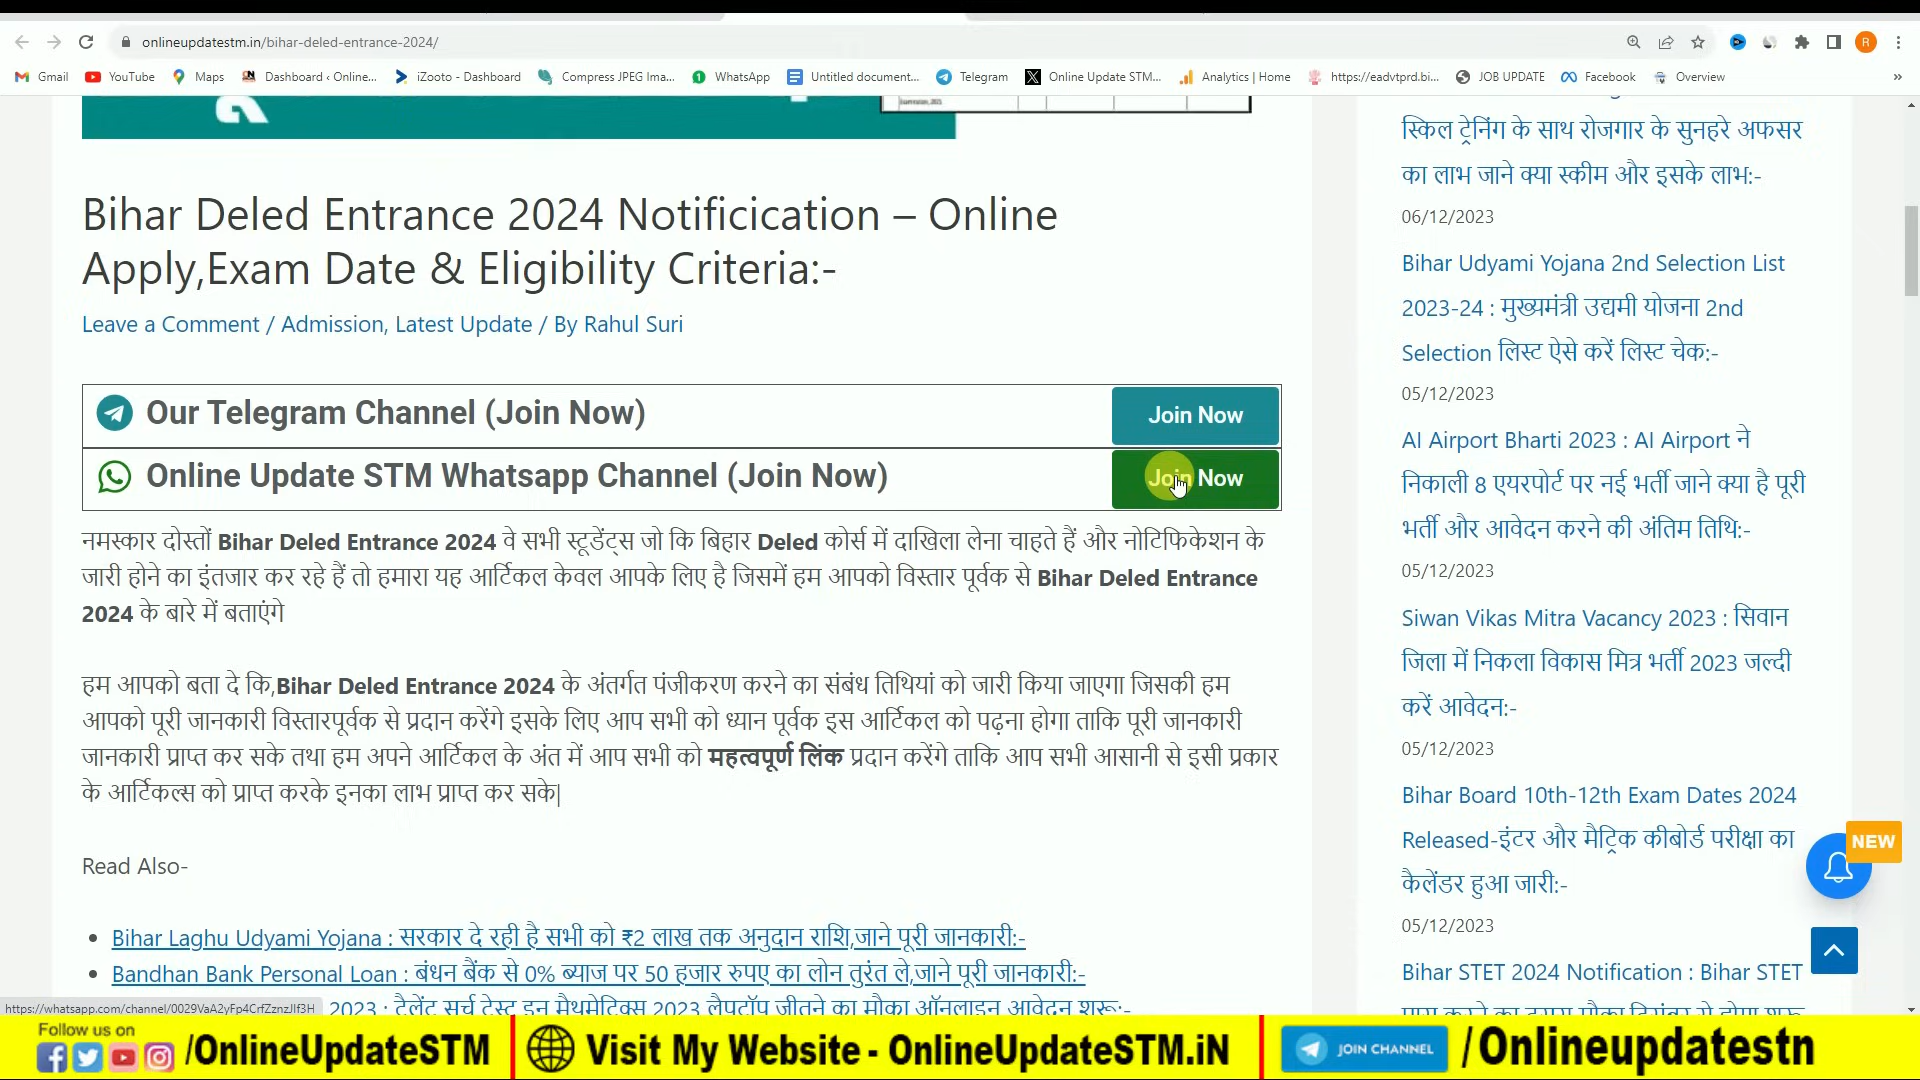 onlineupdatestm.in/bihar-deled-entrance-2024/
Gmail YouTube Maps Dashboard ‹ Online... iZooto - Dashboard Compress JPEG Ima... WhatsApp Untitled document... Telegram Online Update STM... Analytics | Home https://eadvtprd.bi... JOB UPDATE Facebook Overview »
Bihar Deled Entrance 2024 Notificication – Online
Apply,Exam Date & Eligibility Criteria:-
Leave a Comment / Admission, Latest Update / By Rahul Suri
Our Telegram Channel (Join Now) Join Now
Online Update STM Whatsapp Channel (Join Now) Join Now
नमस्कार दोस्तों Bihar Deled Entrance 2024 वे सभी स्टूडेंट्स जो कि बिहार Deled कोर्स में दाखिला लेना चाहते हैं और नोटिफिकेशन के
जारी होने का इंतजार कर रहे हैं तो हमारा यह आर्टिकल केवल आपके लिए है जिसमें हम आपको विस्तार पूर्वक से Bihar Deled Entrance
2024 के बारे में बताएंगे
हम आपको बता दे कि,Bihar Deled Entrance 2024 के अंतर्गत पंजीकरण करने का संबंध तिथियां को जारी किया जाएगा जिसकी हम
आपको पूरी जानकारी विस्तारपूर्वक से प्रदान करेंगे इसके लिए आप सभी को ध्यान पूर्वक इस आर्टिकल को पढ़ना होगा ताकि पूरी जानकारी
जानकारी प्राप्त कर सके तथा हम अपने आर्टिकल के अंत में आप सभी को महत्वपूर्ण लिंक प्रदान करेंगे ताकि आप सभी आसानी से इसी प्रकार
के आर्टिकल्स को प्राप्त करके इनका लाभ प्राप्त कर सके|
Read Also-
Bihar Laghu Udyami Yojana : सरकार दे रही है सभी को ₹2 लाख तक अनुदान राशि,जाने पूरी जानकारी:-
Bandhan Bank Personal Loan : बंधन बैंक से 0% ब्याज पर 50 हजार रुपए का लोन तुरंत ले,जाने पूरी जानकारी:-
2023 : टैलेंट सर्च टेस्ट इन मैथमेटिक्स 2023 लैपटॉप जीतने का मौका ऑनलाइन आवेदन शुरू:-
स्किल ट्रेनिंग के साथ रोजगार के सुनहरे अफसर
का लाभ जाने क्या स्कीम और इसके लाभ:-
06/12/2023
Bihar Udyami Yojana 2nd Selection List
2023-24 : मुख्यमंत्री उद्यमी योजना 2nd
Selection लिस्ट ऐसे करें लिस्ट चेक:-
05/12/2023
AI Airport Bharti 2023 : AI Airport ने
निकाली 8 एयरपोर्ट पर नई भर्ती जाने क्या है पूरी
भर्ती और आवेदन करने की अंतिम तिथि:-
05/12/2023
Siwan Vikas Mitra Vacancy 2023 : सिवान
जिला में निकला विकास मित्र भर्ती 2023 जल्दी
करें आवेदन:-
05/12/2023
Bihar Board 10th-12th Exam Dates 2024
Released-इंटर और मैट्रिक कीबोर्ड परीक्षा का
कैलेंडर हुआ जारी:-
05/12/2023
Bihar STET 2024 Notification : Bihar STET
NEW
Follow us on
/OnlineUpdateSTM
Visit My Website - OnlineUpdateSTM.iN
JOIN CHANNEL /Onlineupdatestn